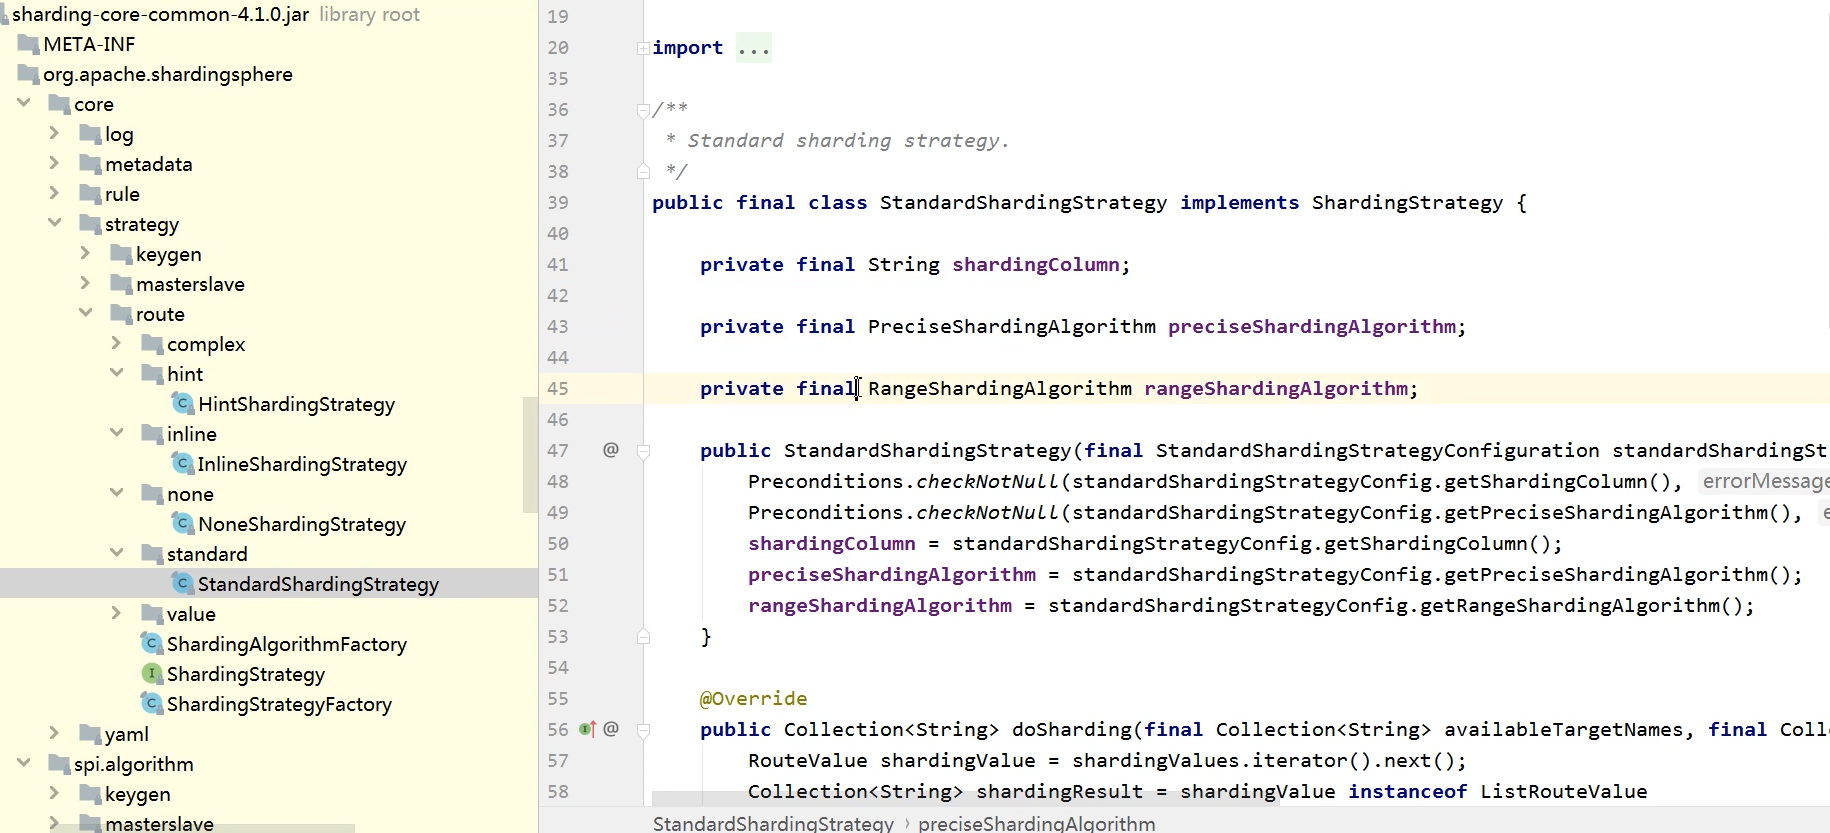 sharding-core-common-4.1.0.jar library root
META-INF
org.apache.shardingsphere
core
log
metadata
rule
strategy
keygen
masterslave
route
complex
hint
HintShardingStrategy
inline
InlineShardingStrategy
none
NoneShardingStrategy
standard
StandardShardingStrategy
value
ShardingAlgorithmFactory
ShardingStrategy
ShardingStrategyFactory
yaml
spi.algorithm
keygen
masterslave
19
20 import ...
35
36 /**
37 * Standard sharding strategy.
38 */
39 public final class StandardShardingStrategy implements ShardingStrategy {
40
41 private final String shardingColumn;
42
43 private final PreciseShardingAlgorithm preciseShardingAlgorithm;
44
45 private final RangeShardingAlgorithm rangeShardingAlgorithm;
46
47 @ public StandardShardingStrategy(final StandardShardingStrategyConfiguration standardShardingSt
48 Preconditions.checkNotNull(standardShardingStrategyConfig.getShardingColumn(), errorMessage
49 Preconditions.checkNotNull(standardShardingStrategyConfig.getPreciseShardingAlgorithm(), e
50 shardingColumn = standardShardingStrategyConfig.getShardingColumn();
51 preciseShardingAlgorithm = standardShardingStrategyConfig.getPreciseShardingAlgorithm();
52 rangeShardingAlgorithm = standardShardingStrategyConfig.getRangeShardingAlgorithm();
53 }
54
55 @Override
56 @ public Collection<String> doSharding(final Collection<String> availableTargetNames, final Coll
57 RouteValue shardingValue = shardingValues.iterator().next();
58 Collection<String> shardingResult = shardingValue instanceof ListRouteValue
StandardShardingStrategy › preciseShardingAlgorithm